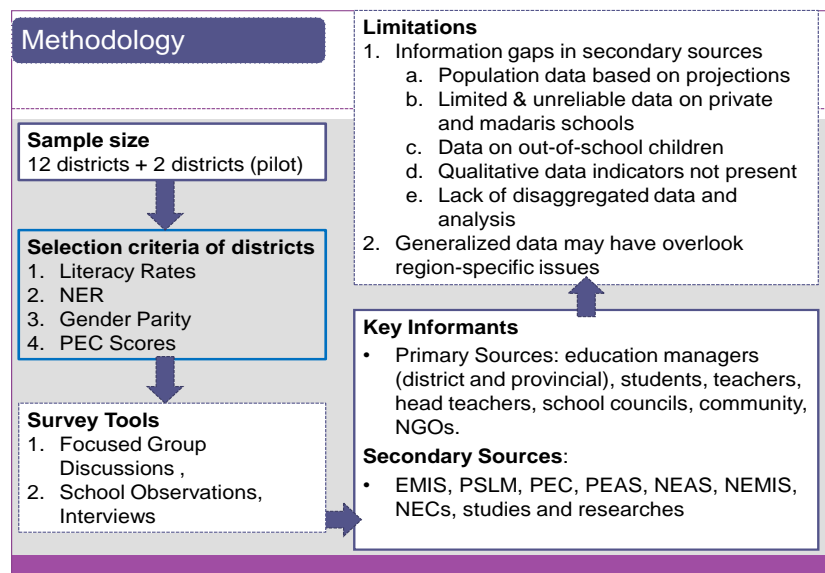 Methodology
Sample size
12 districts + 2 districts (pilot)
Selection criteria of districts
1. Literacy Rates
2. NER
3. Gender Parity
4. PEC Scores
Survey Tools
1. Focused Group
Discussions ,
2. School Observations,
Interviews
Key Informants
• Primary Sources: education managers
(district and provincial), students, teachers,
head teachers, school councils, community,
NGOs.
Secondary Sources:
• EMIS, PSLM, PEC, PEAS, NEAS, NEMIS,
NECs, studies and researches
Limitations
1. Information gaps in secondary sources
a. Population data based on projections
b. Limited & unreliable data on private
and madaris schools
c. Data on out-of-school children
d. Qualitative data indicators not present
e. Lack of disaggregated data and
analysis
2. Generalized data may have overlook
region-specific issues